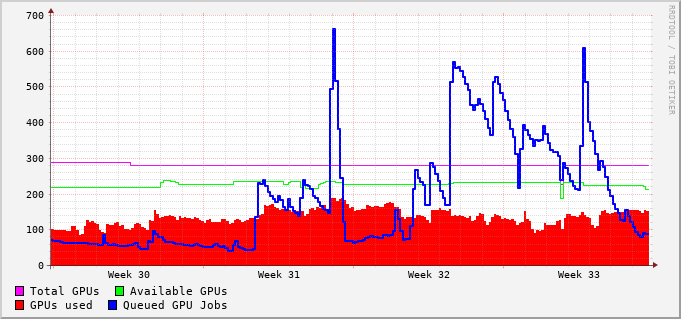 700
600
500
400
300
200
100
0
Week 30 Week 31 Week 32 Week 33
Total GPUs Available GPUs
GPUs used Queued GPU Jobs
RRDTOOL / TOBI OETIKER